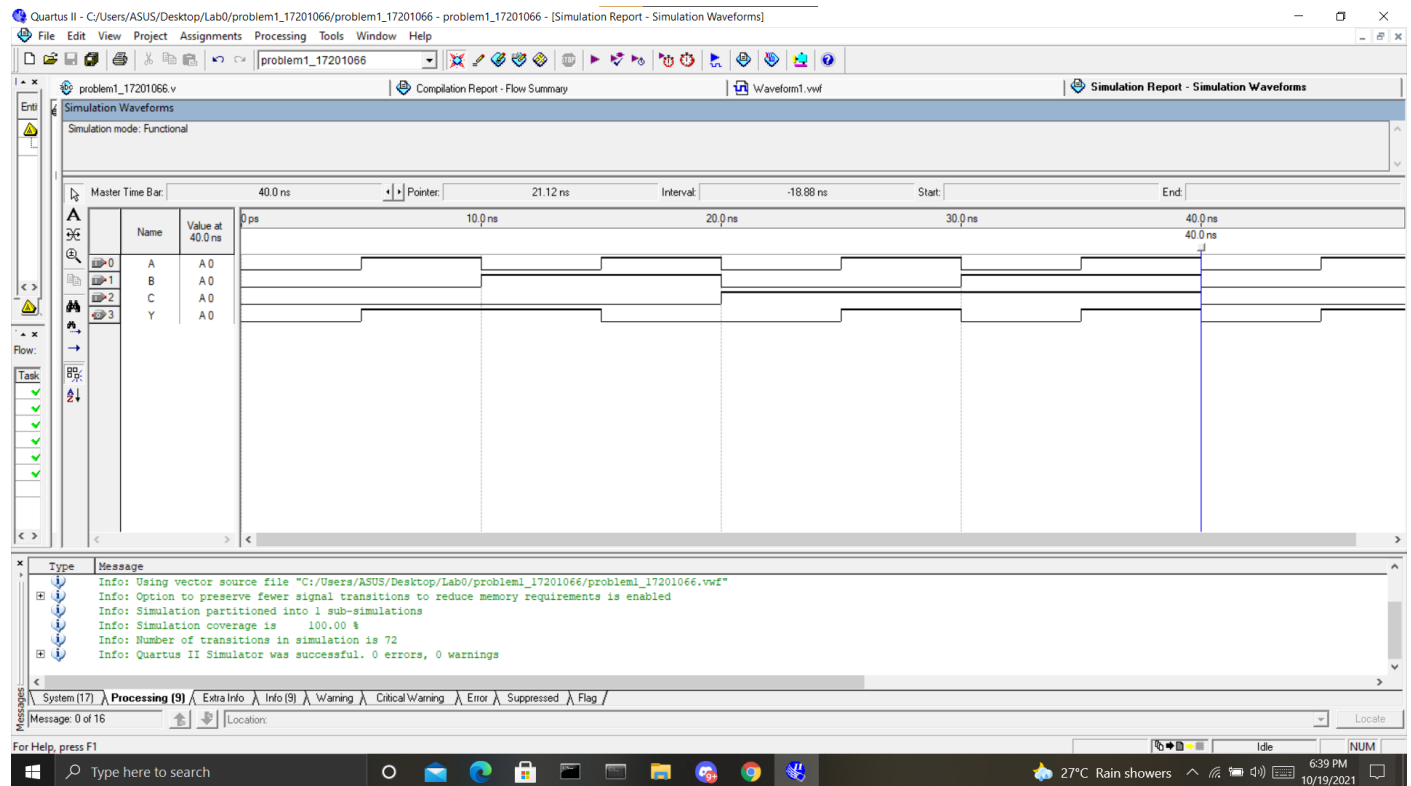 Quartus II - C:/Users/ASUS/Desktop/Lab0/problem1_17201066/problem1_17201066 - problem1_17201066 - [Simulation Report - Simulation Waveforms]
File Edit View Project Assignments Processing Tools Window Help
problem1_17201066
problem1_17201066.v Compilation Report - Flow Summary Waveform1.vwf Simulation Report - Simulation Waveforms
Enti Simulation Waveforms
Simulation mode: Functional
Master Time Bar: 40.0 ns Pointer: 21.12 ns Interval: -18.88 ns Start: End:
Name Value at 40.0 ns 0 ps 10.0 ns 20.0 ns 30.0 ns 40.0 ns
40.0 ns
0 A A 0
1 B A 0
2 C A 0
3 Y A 0
Flow:
Task
Type Message
Info: Using vector source file "C:/Users/ASUS/Desktop/Lab0/problem1_17201066/problem1_17201066.vwf"
Info: Option to preserve fewer signal transitions to reduce memory requirements is enabled
Info: Simulation partitioned into 1 sub-simulations
Info: Simulation coverage is 100.00 %
Info: Number of transitions in simulation is 72
Info: Quartus II Simulator was successful. 0 errors, 0 warnings
System (17) Processing (9) Extra Info Info (9) Warning Critical Warning Error Suppressed Flag
Messages
Message: 0 of 16 Location: Locate
For Help, press F1 Idle NUM
Type here to search 9+ 27°C Rain showers 6:39 PM
10/19/2021